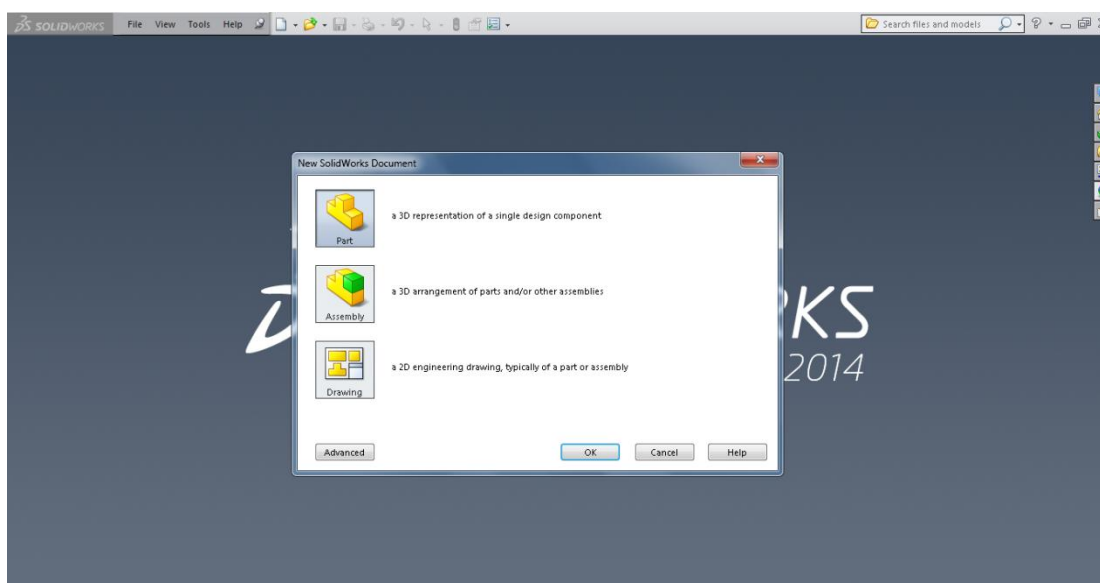 SOLIDWORKS File View Tools Help Search files and models
New SolidWorks Document
Part
a 3D representation of a single design component
Assembly
a 3D arrangement of parts and/or other assemblies
Drawing
a 2D engineering drawing, typically of a part or assembly
KS
2014
Advanced OK Cancel Help